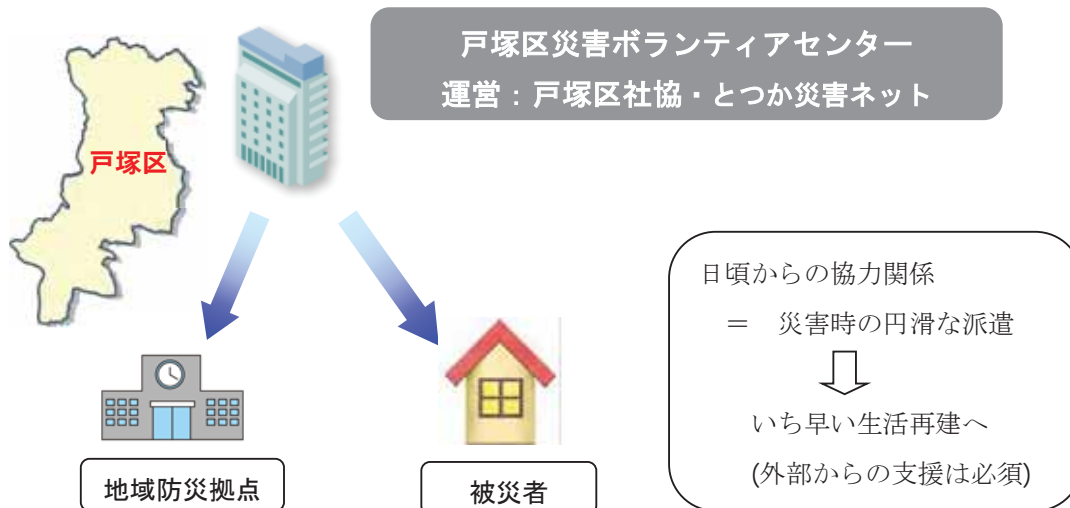 戸塚区災害ボランティアセンター
運営：戸塚区社協・とつか災害ネット
戸塚区
日頃からの協力関係
＝　災害時の円滑な派遣
いち早い生活再建へ
(外部からの支援は必須)
地域防災拠点
被災者